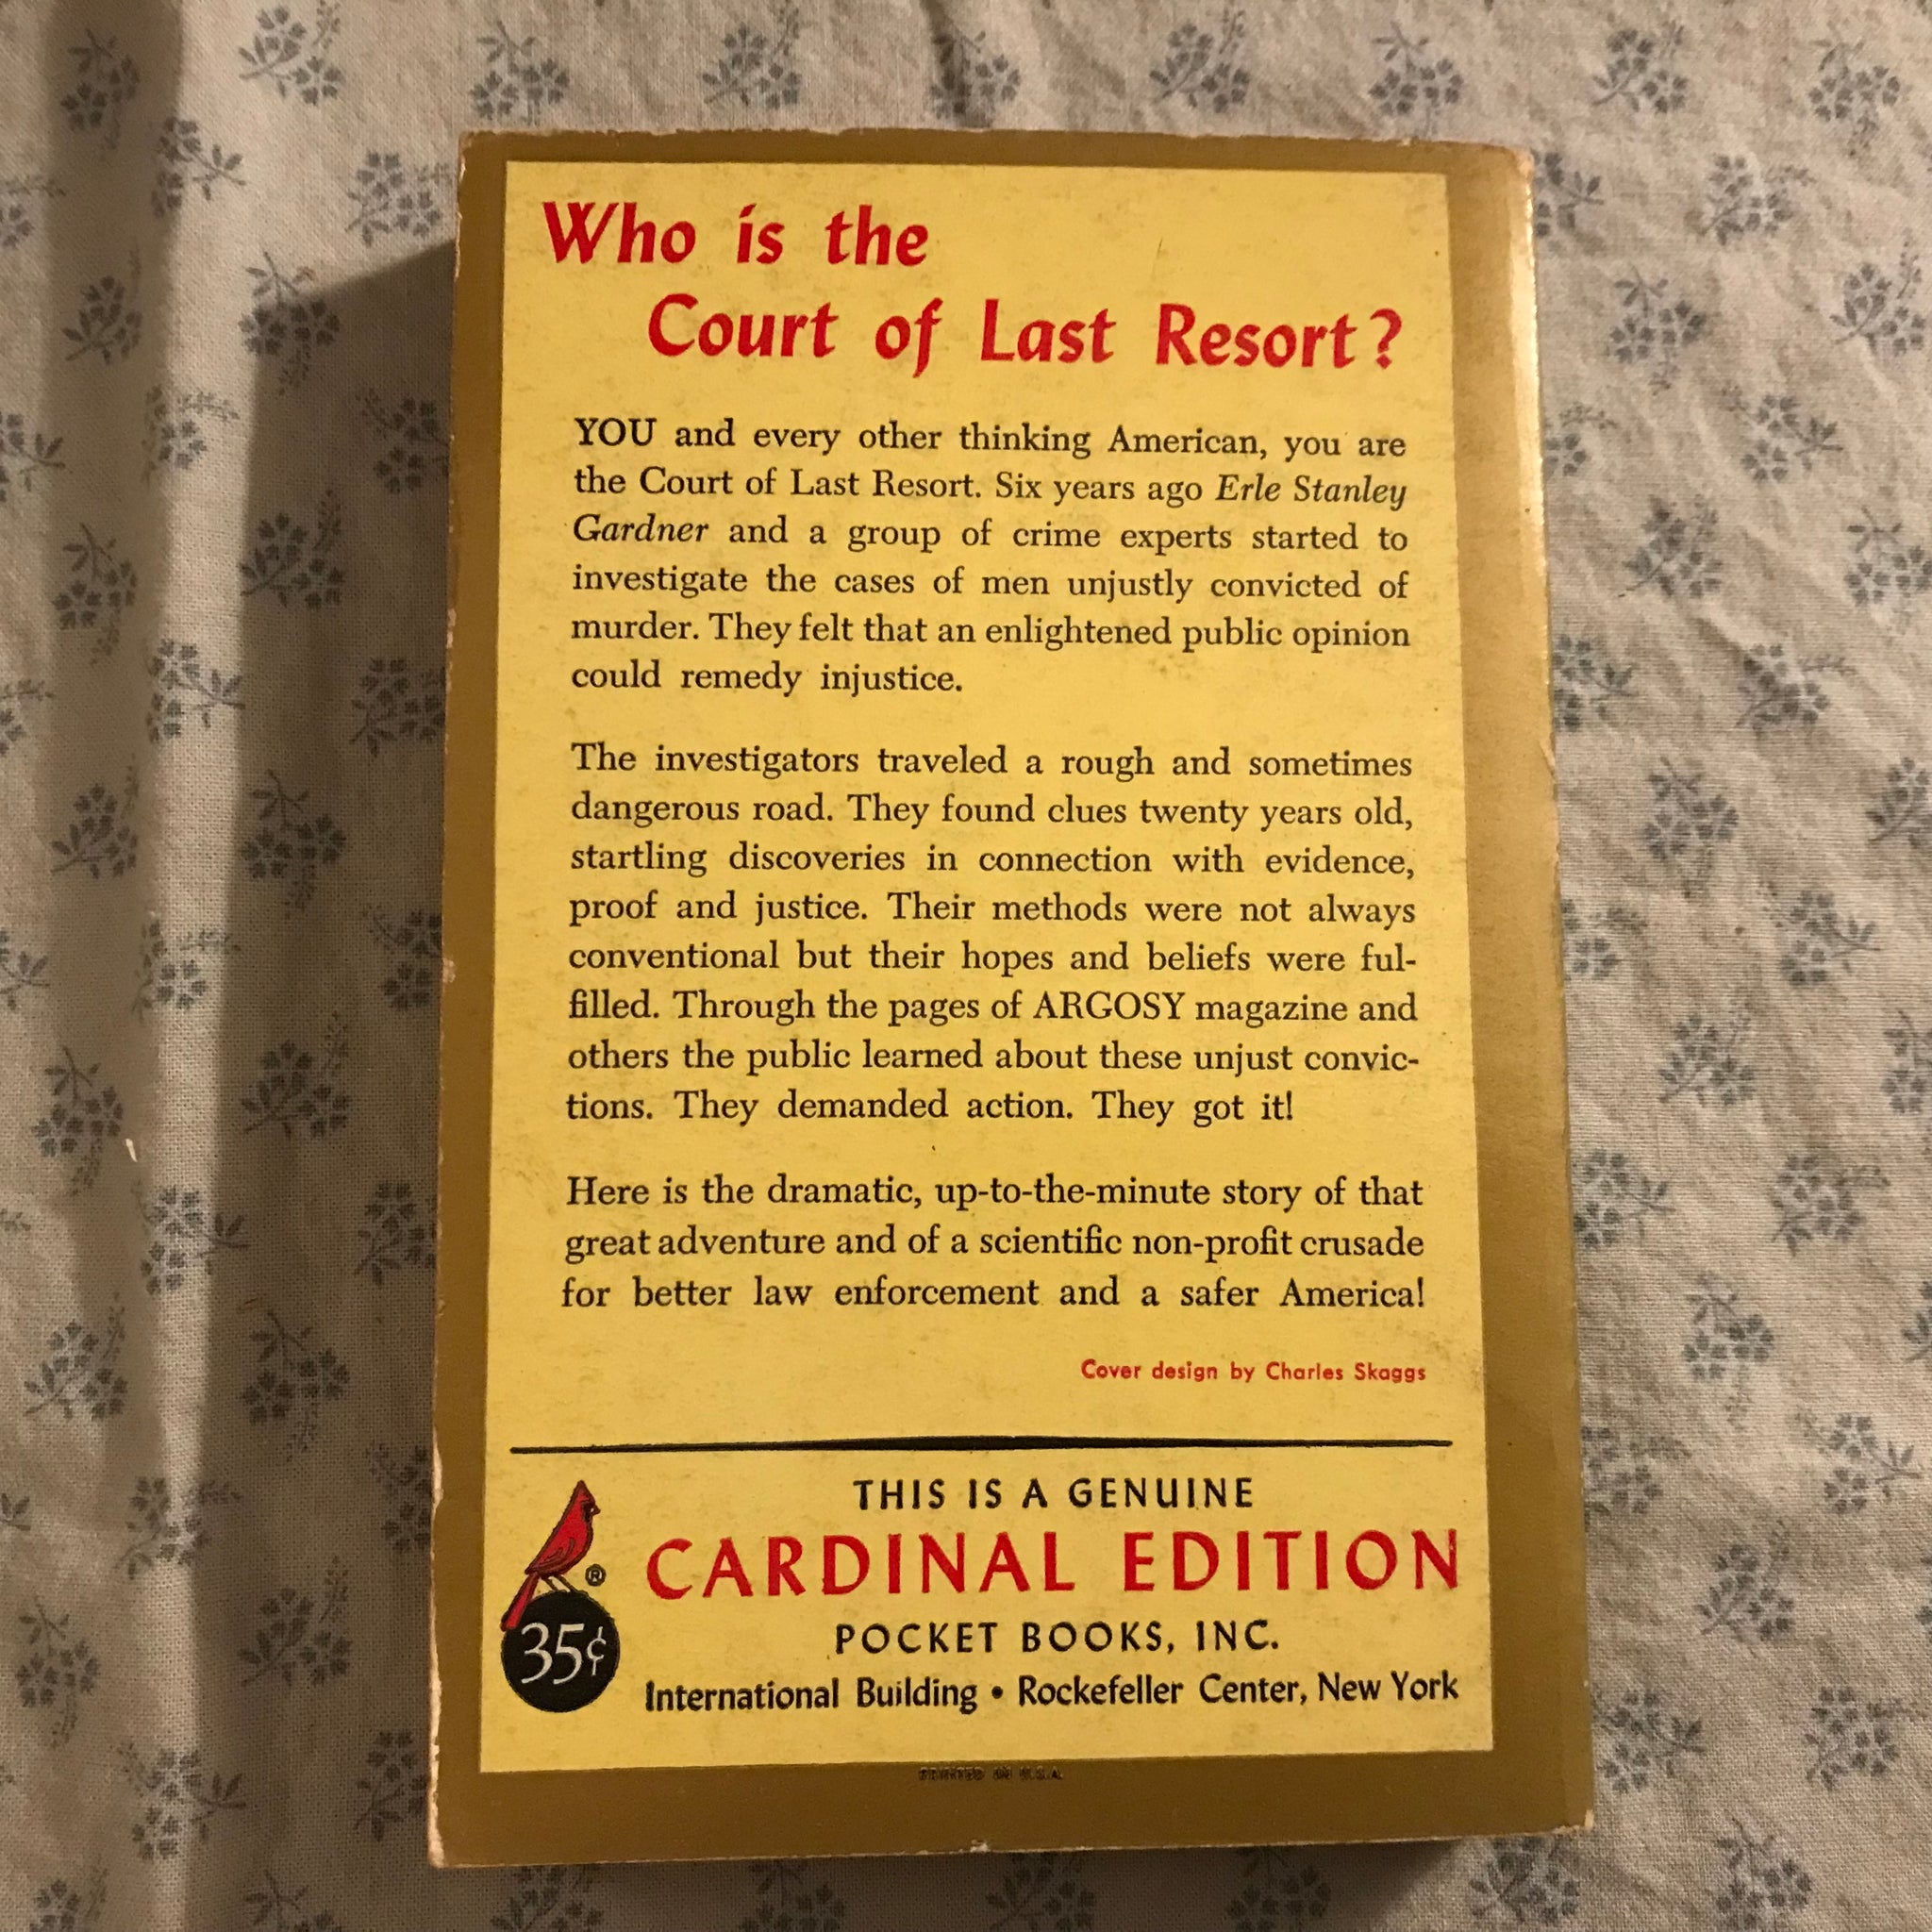 Who is the
Court of Last Resort?
YOU and every other thinking American, you are
the Court of Last Resort. Six years ago Erle Stanley
Gardner and a group of crime experts started to
investigate the cases of men unjustly convicted of
murder. They felt that an enlightened public opinion
could remedy injustice.
The investigators traveled a rough and sometimes
dangerous road. They found clues twenty years old,
startling discoveries in connection with evidence,
proof and justice. Their methods were not always
conventional but their hopes and beliefs were ful-
filled. Through the pages of ARGOSY magazine and
others the public learned about these unjust convic-
tions. They demanded action. They got it!
Here is the dramatic, up-to-the-minute story of that
great adventure and of a scientific non-profit crusade
for better law enforcement and a safer America!
Cover design by Charles Skaggs
THIS IS A GENUINE
® CARDINAL EDITION
35¢
POCKET BOOKS, INC.
International Building • Rockefeller Center, New York
PRINTED IN U.S.A.